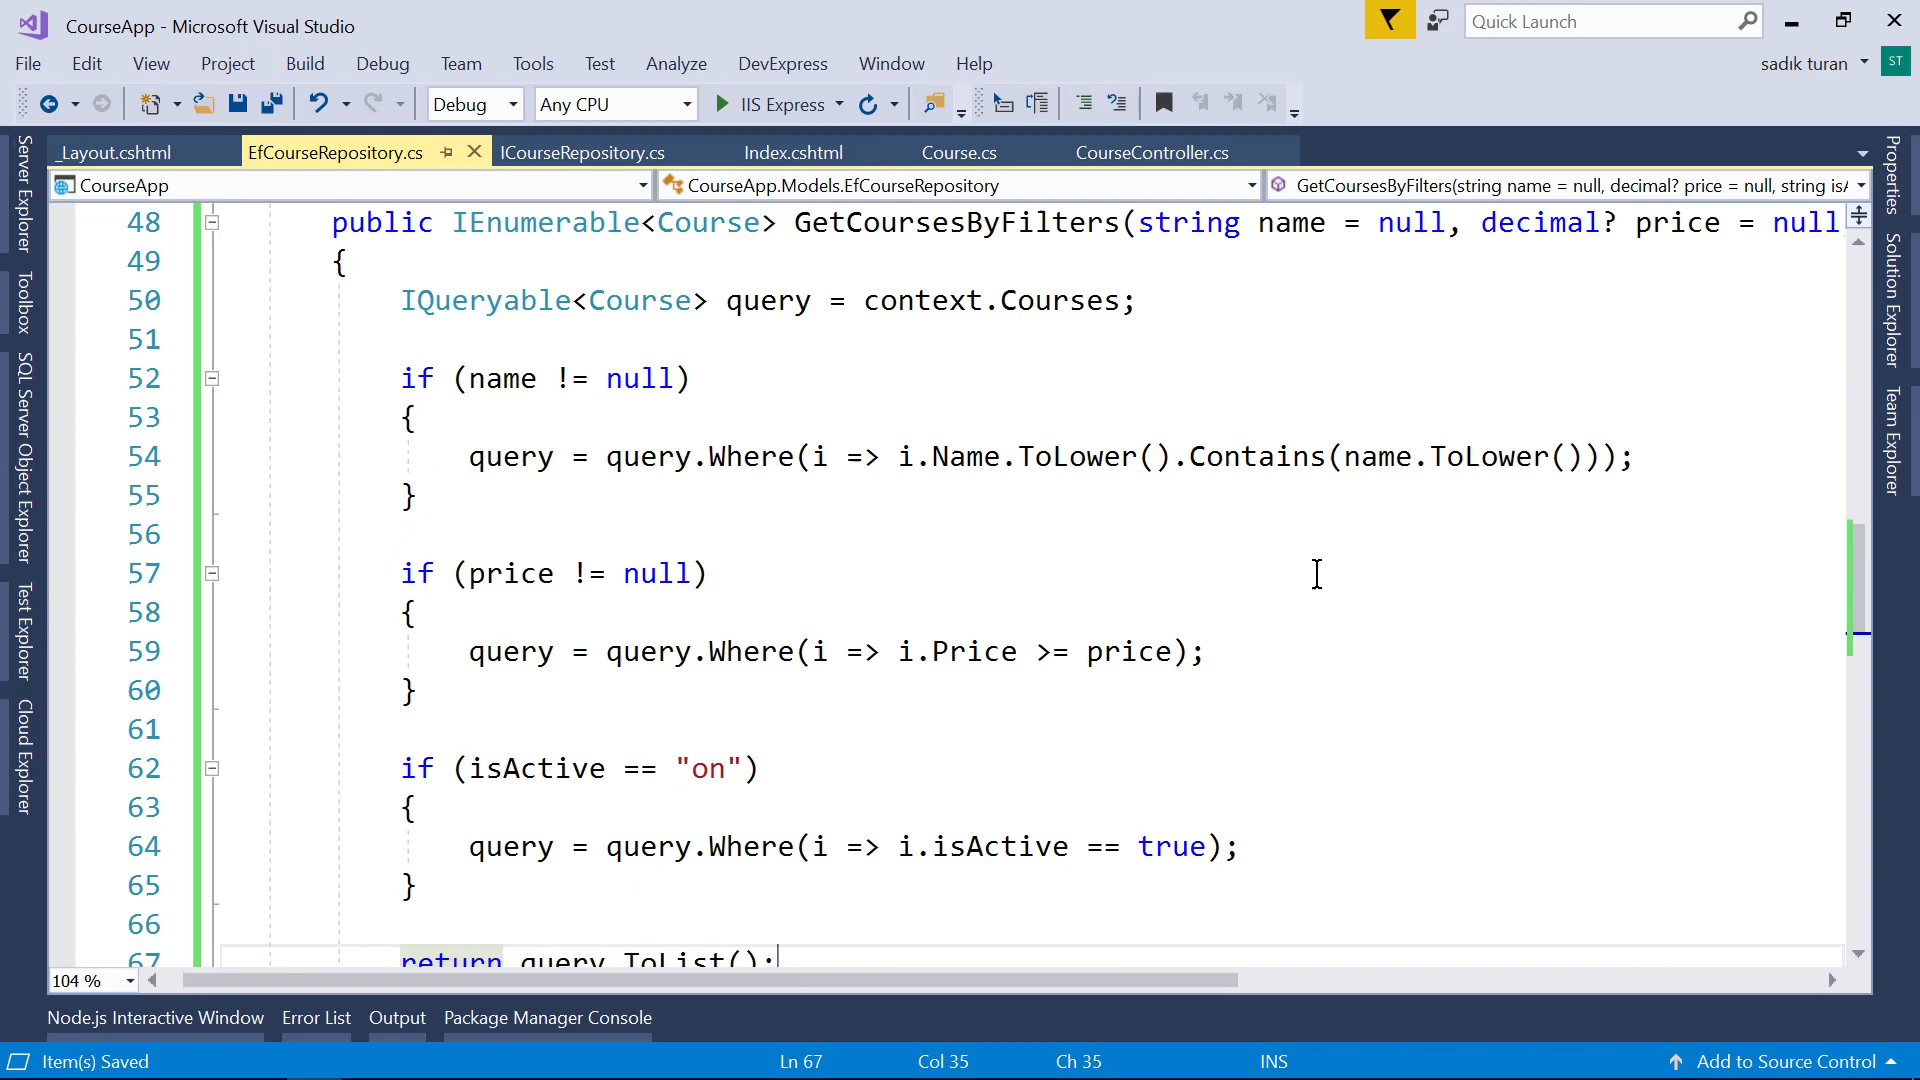 CourseApp - Microsoft Visual Studio
Quick Launch
File Edit View Project Build Debug Team Tools Test Analyze DevExpress Window Help
sadık turan ST
Debug Any CPU IIS Express
_Layout.cshtml EfCourseRepository.cs ICourseRepository.cs Index.cshtml Course.cs CourseController.cs
CourseApp CourseApp.Models.EfCourseRepository GetCoursesByFilters(string name = null, decimal? price = null, string isA
48 public IEnumerable<Course> GetCoursesByFilters(string name = null, decimal? price = null
49 {
50 IQueryable<Course> query = context.Courses;
51
52 if (name != null)
53 {
54 query = query.Where(i => i.Name.ToLower().Contains(name.ToLower()));
55 }
56
57 if (price != null)
58 {
59 query = query.Where(i => i.Price >= price);
60 }
61
62 if (isActive == "on")
63 {
64 query = query.Where(i => i.isActive == true);
65 }
66
67 return query.ToList();
104 %
Server Explorer
Toolbox
SQL Server Object Explorer
Test Explorer
Cloud Explorer
Properties
Solution Explorer
Team Explorer
Node.js Interactive Window Error List Output Package Manager Console
Item(s) Saved Ln 67 Col 35 Ch 35 INS Add to Source Control